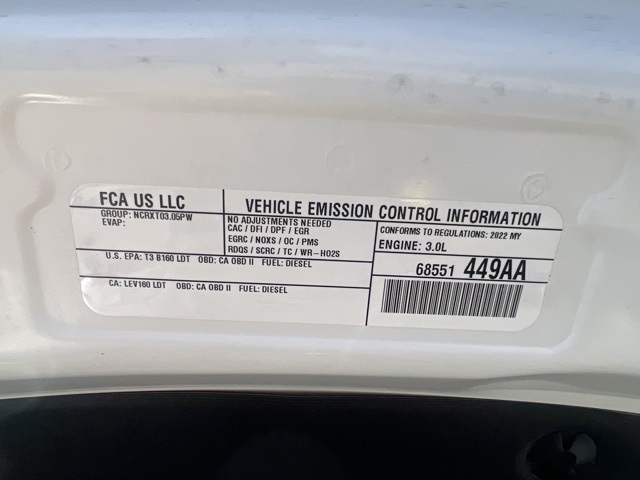 FCA US LLC
GROUP: NCRXT03.05PW
EVAP:
VEHICLE EMISSION CONTROL INFORMATION
NO ADJUSTMENTS NEEDED
CAC / DFI / DPF / EGR
EGRC / NOXS / OC / PMS
RDQS / SCRC / TC / WR-HO2S
CONFORMS TO REGULATIONS: 2022 MY
ENGINE: 3.0L
U.S. EPA: T3 B160 LDT OBD: CA OBD II FUEL: DIESEL
CA: LEV160 LDT OBD: CA OBD II FUEL: DIESEL
68551 449AA